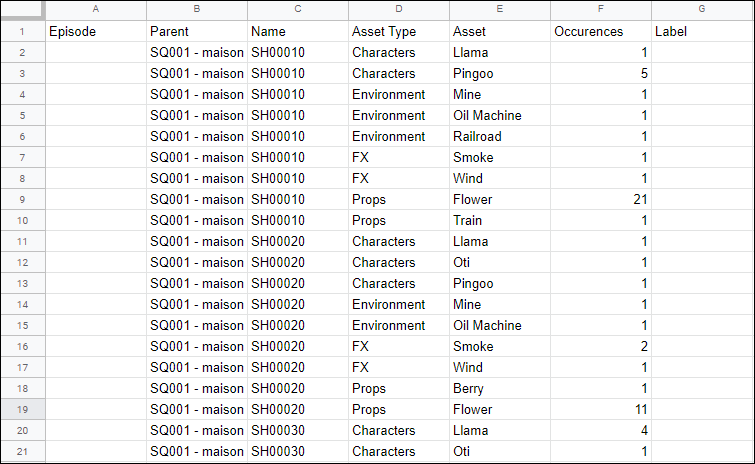 A B C D E F G
1 Episode Parent Name Asset Type Asset Occurences Label
2 SQ001 - maison SH00010 Characters Llama 1
3 SQ001 - maison SH00010 Characters Pingoo 5
4 SQ001 - maison SH00010 Environment Mine 1
5 SQ001 - maison SH00010 Environment Oil Machine 1
6 SQ001 - maison SH00010 Environment Railroad 1
7 SQ001 - maison SH00010 FX Smoke 1
8 SQ001 - maison SH00010 FX Wind 1
9 SQ001 - maison SH00010 Props Flower 21
10 SQ001 - maison SH00010 Props Train 1
11 SQ001 - maison SH00020 Characters Llama 1
12 SQ001 - maison SH00020 Characters Oti 1
13 SQ001 - maison SH00020 Characters Pingoo 1
14 SQ001 - maison SH00020 Environment Mine 1
15 SQ001 - maison SH00020 Environment Oil Machine 1
16 SQ001 - maison SH00020 FX Smoke 2
17 SQ001 - maison SH00020 FX Wind 1
18 SQ001 - maison SH00020 Props Berry 1
19 SQ001 - maison SH00020 Props Flower 11
20 SQ001 - maison SH00030 Characters Llama 4
21 SQ001 - maison SH00030 Characters Oti 1